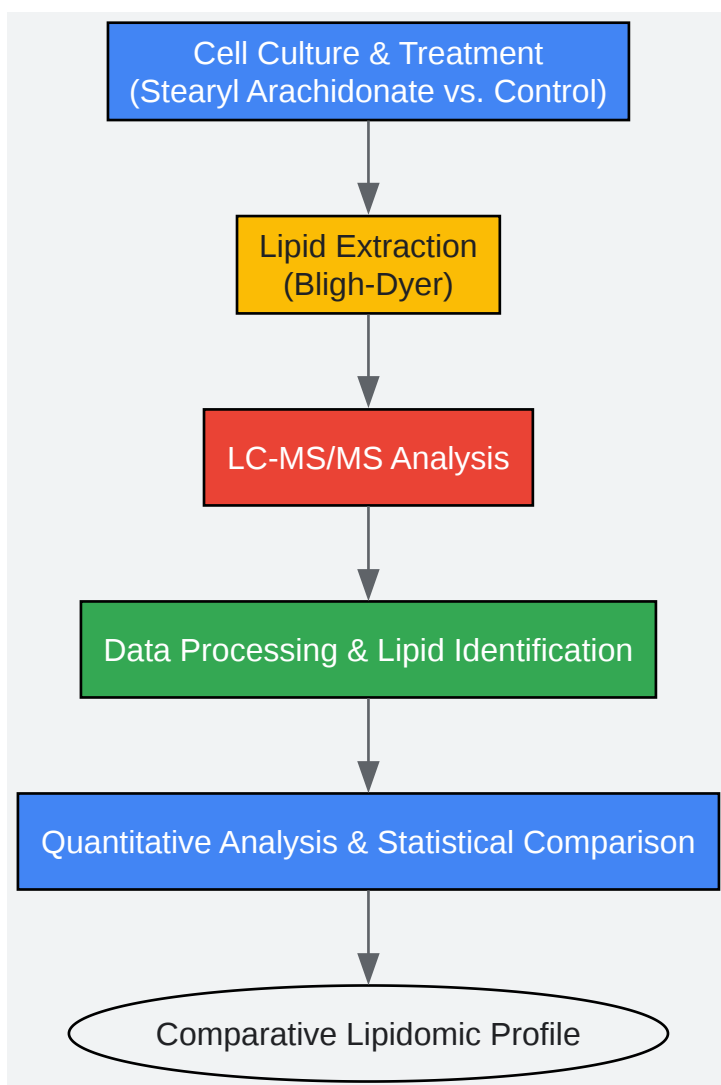 Cell Culture & Treatment
(Stearyl Arachidonate vs. Control)
Lipid Extraction
(Bligh-Dyer)
LC-MS/MS Analysis
Data Processing & Lipid Identification
Quantitative Analysis & Statistical Comparison
Comparative Lipidomic Profile